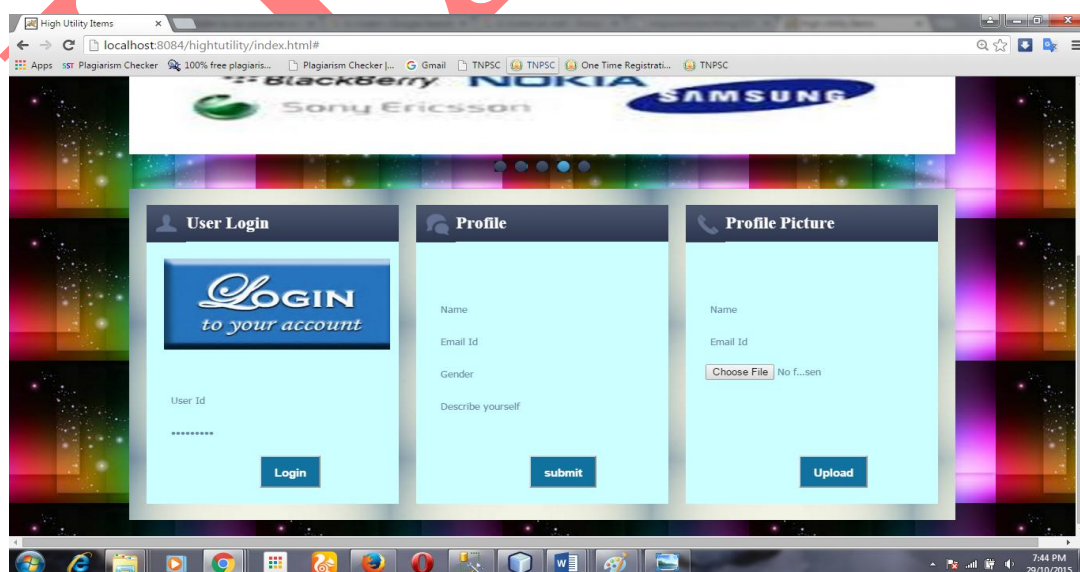 High Utility Items
localhost:8084/hightutility/index.html#
Apps SST Plagiarism Checker 100% free plagiaris... Plagiarism Checker |... G Gmail TNPSC TNPSC One Time Registrati... TNPSC
BlackBerry NOKIA
Sony Ericsson SAMSUNG
User Login
LOGIN
to your account
User Id
•••••••••
Login
Profile
Name
Email Id
Gender
Describe yourself
submit
Profile Picture
Name
Email Id
Choose File No f...sen
Upload
7:44 PM
29/10/2015